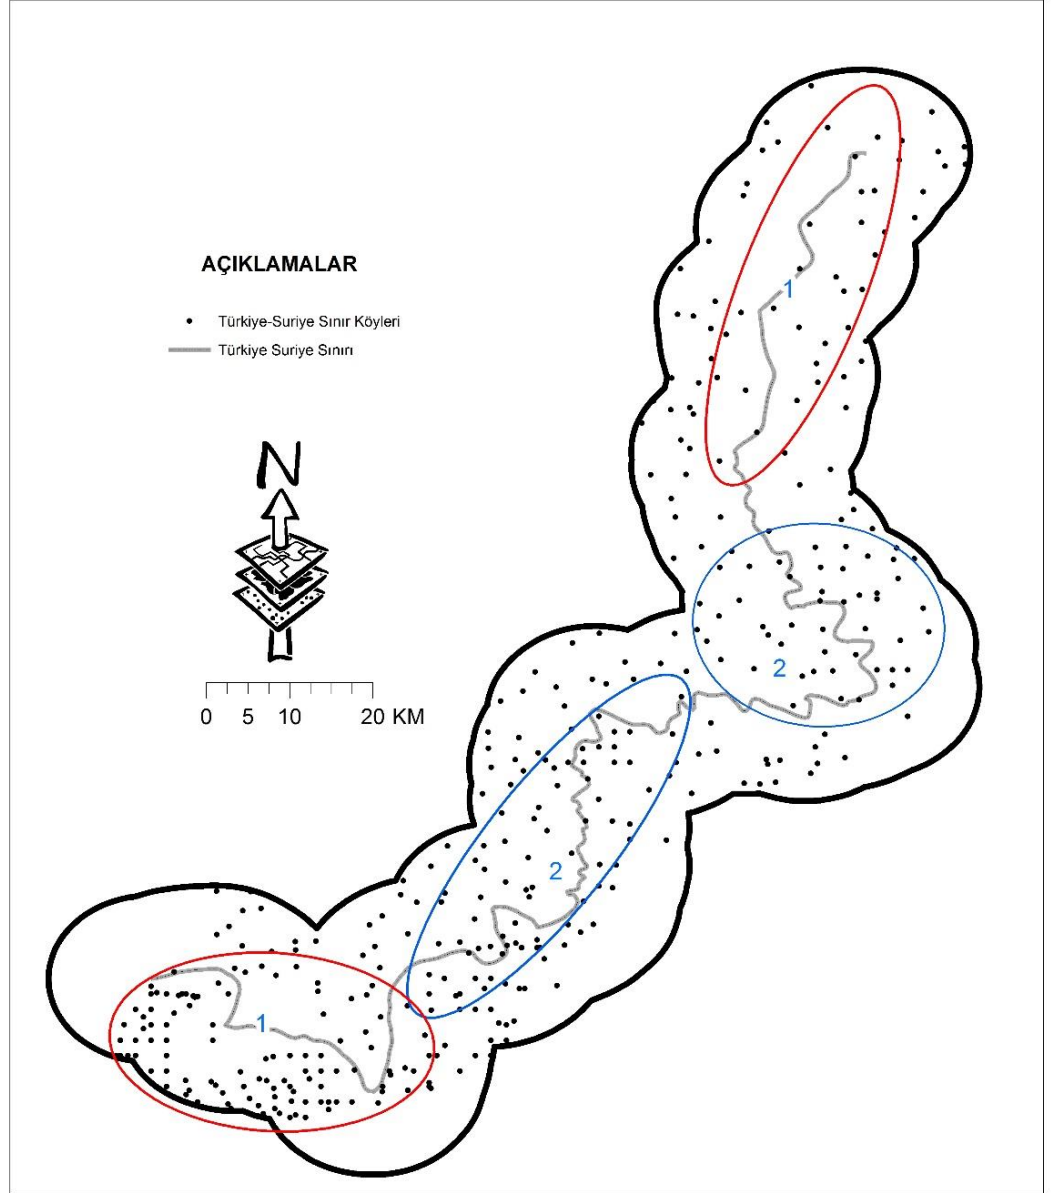 1
AÇIKLAMALAR
Türkiye-Suriye Sınır Köyleri
Türkiye Suriye Sınırı
N
2
0 5 10 20 KM
2
1